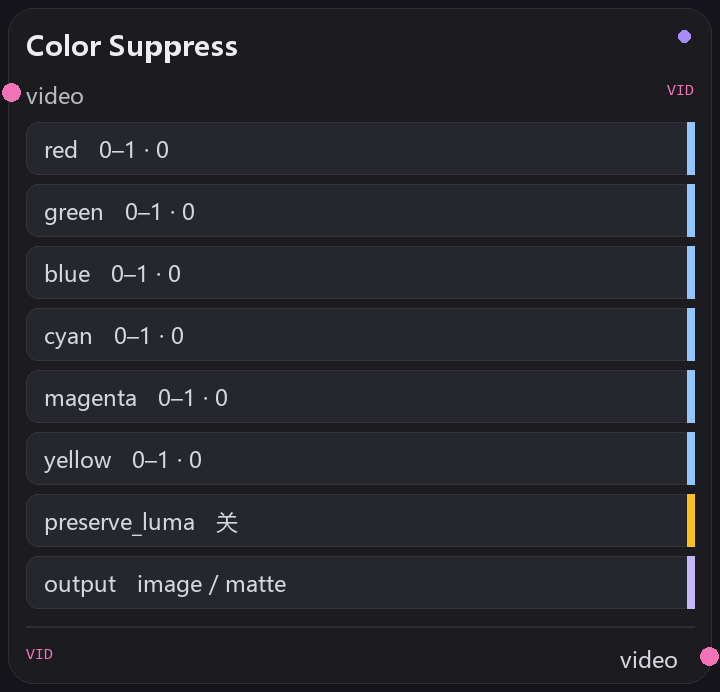 Color Suppress
video VID
red 0–1 · 0
green 0–1 · 0
blue 0–1 · 0
cyan 0–1 · 0
magenta 0–1 · 0
yellow 0–1 · 0
preserve_luma 关
output image / matte
VID video